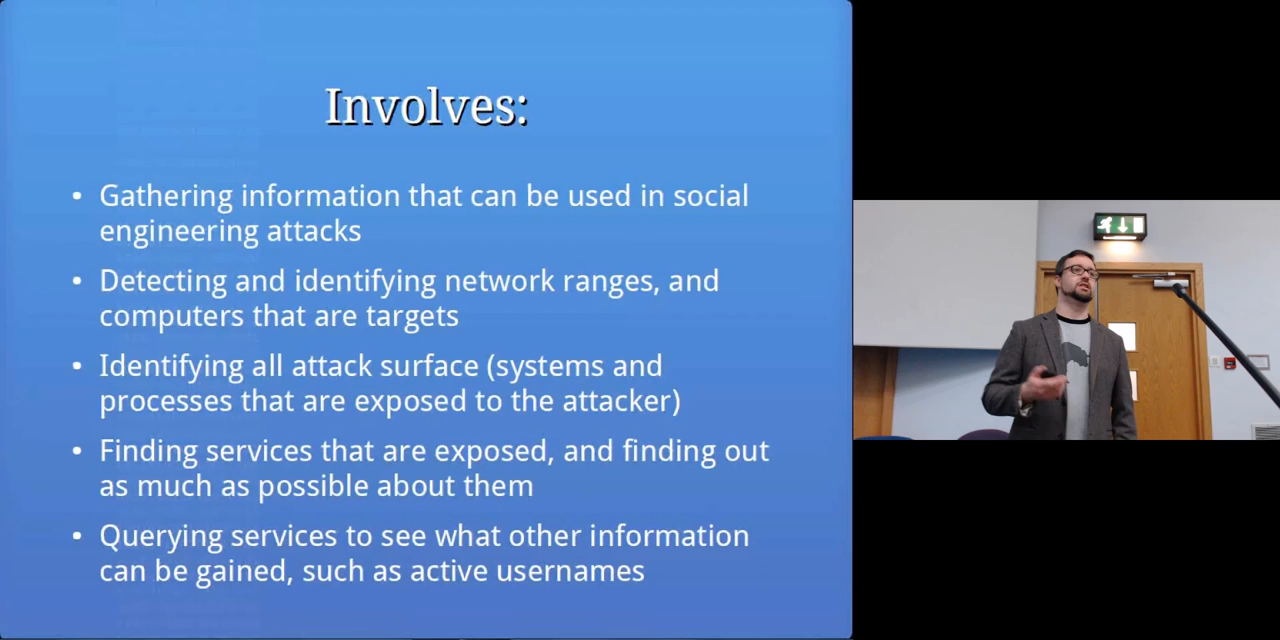 Involves:
• Gathering information that can be used in social
engineering attacks
• Detecting and identifying network ranges, and
computers that are targets
• Identifying all attack surface (systems and
processes that are exposed to the attacker)
• Finding services that are exposed, and finding out
as much as possible about them
• Querying services to see what other information
can be gained, such as active usernames